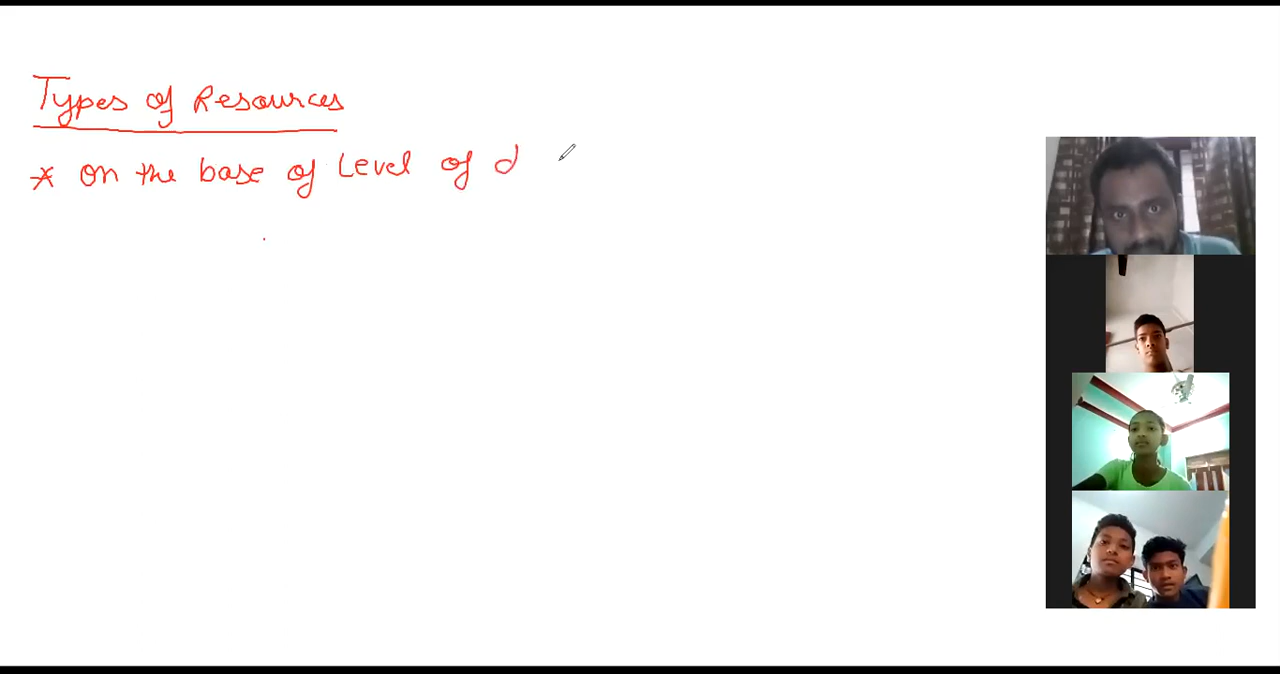 Types of Resources
* on the base of Level of d